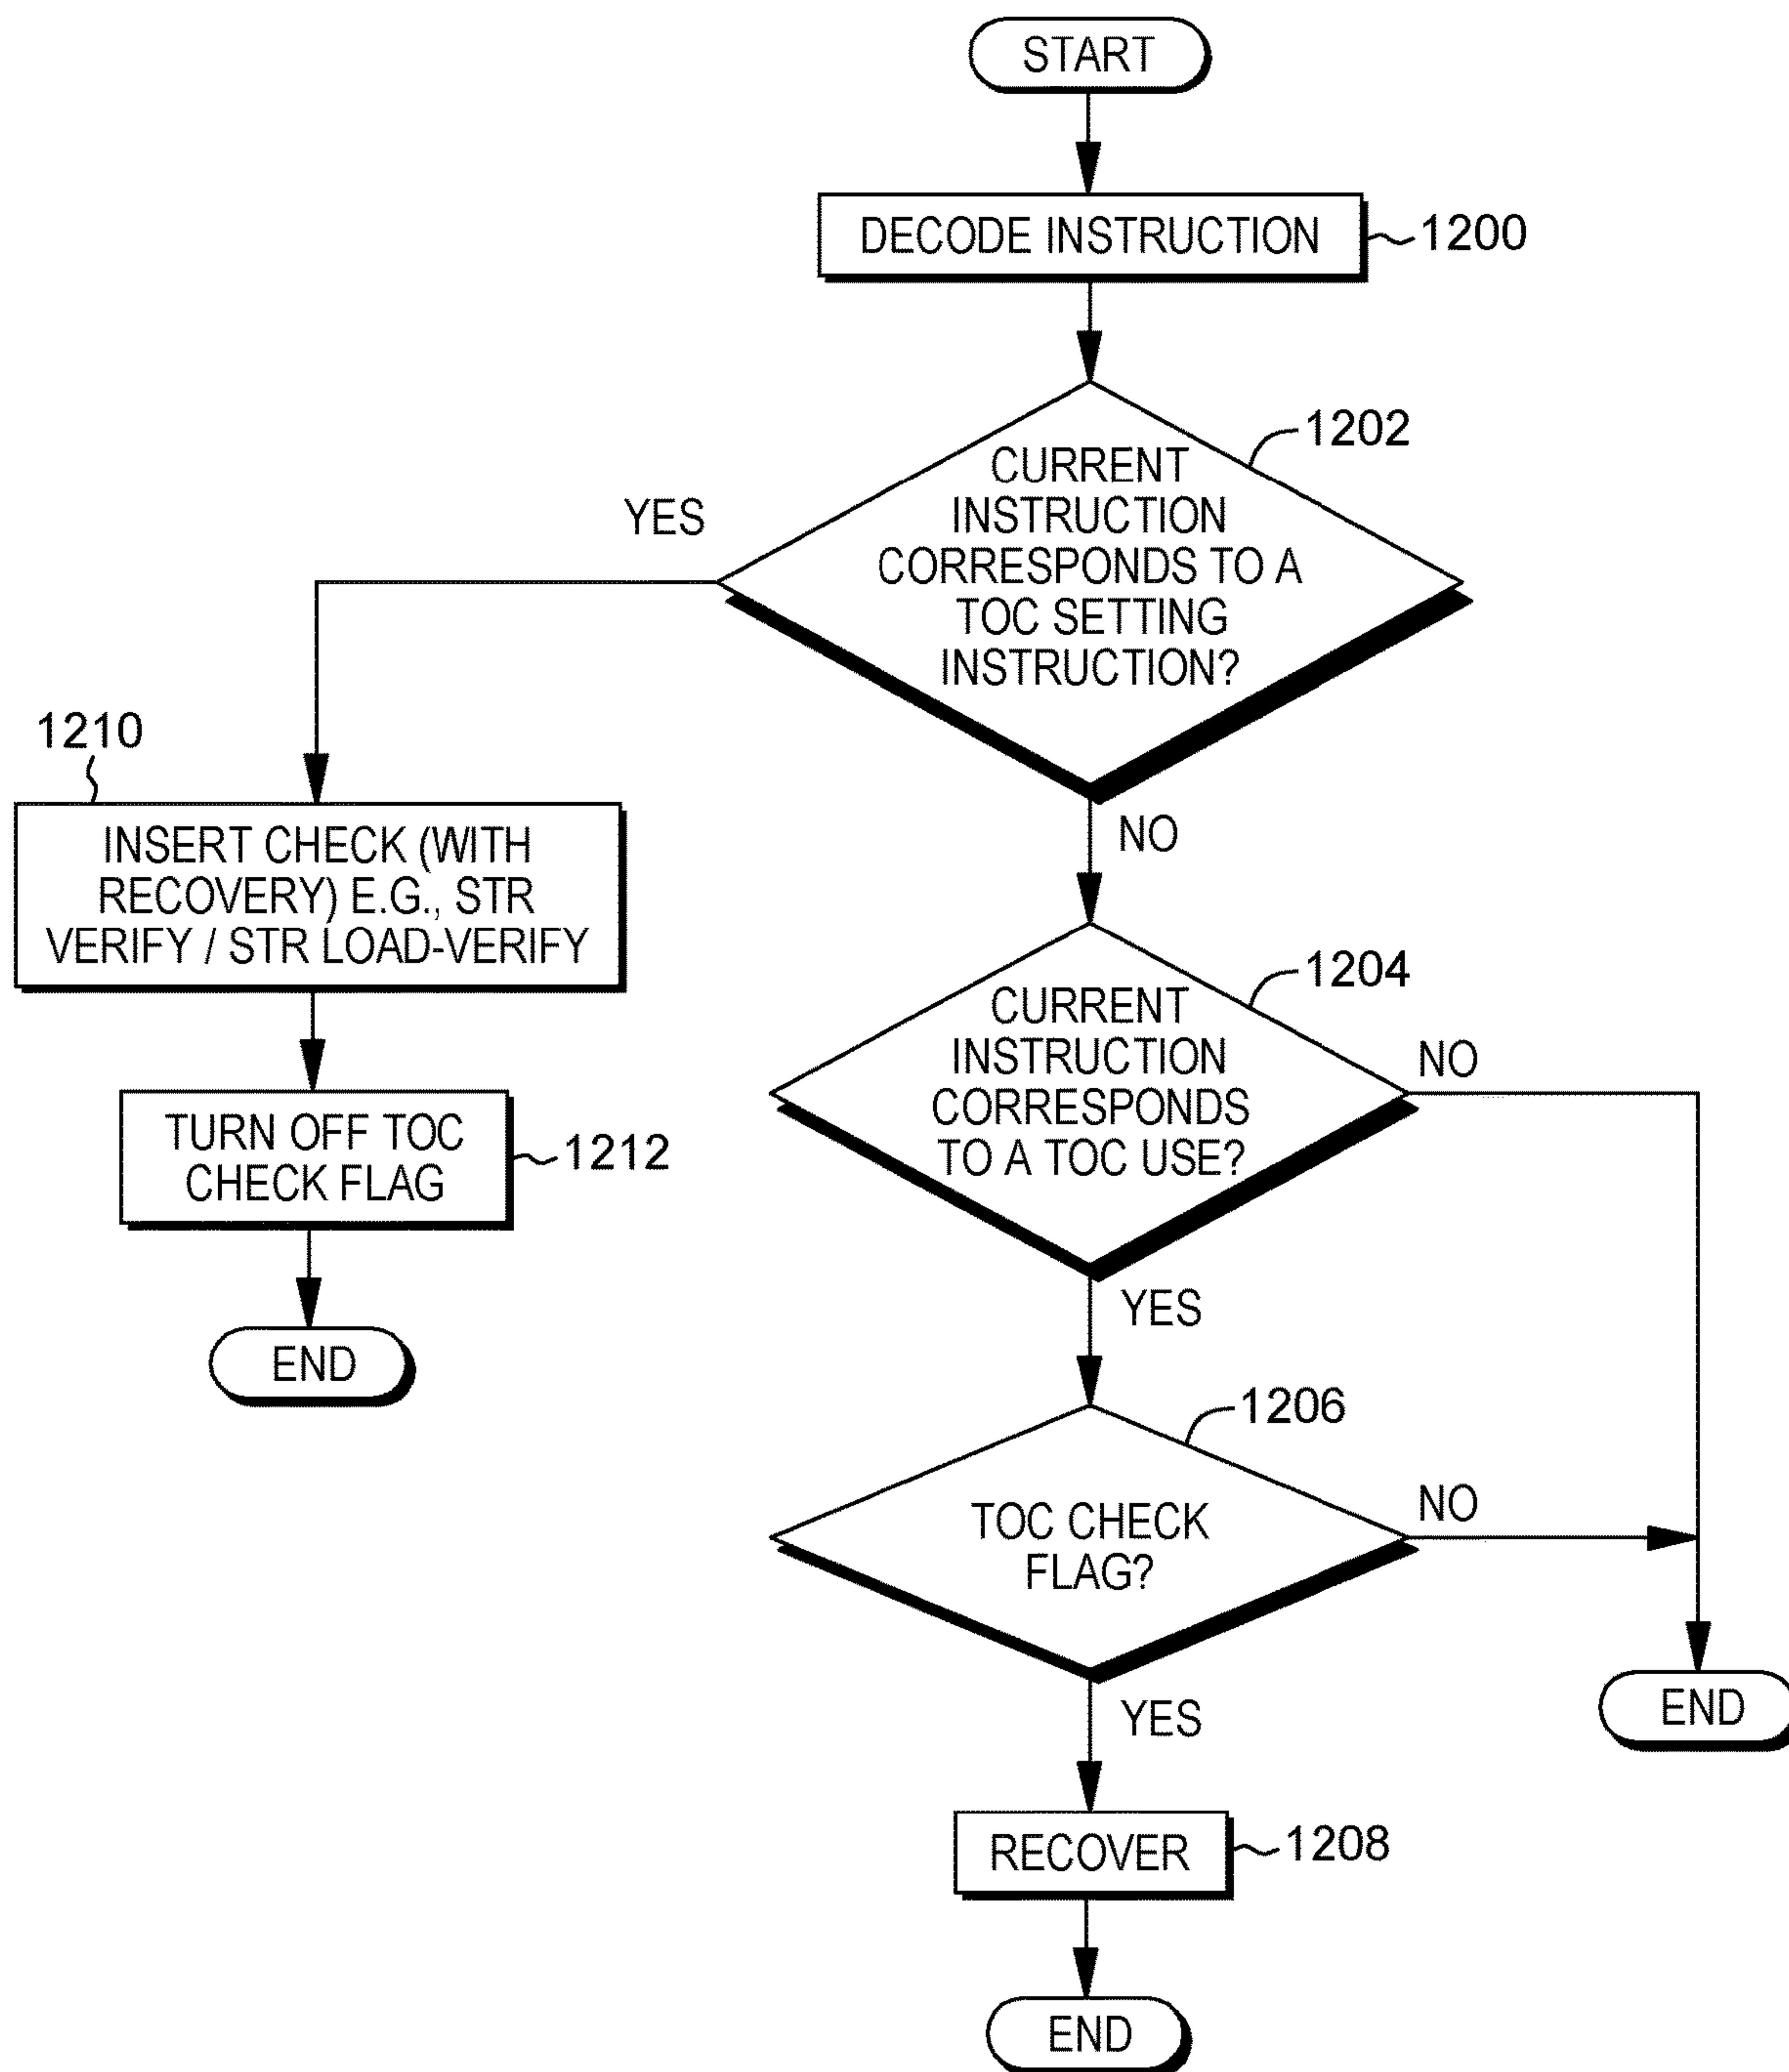 START
DECODE INSTRUCTION
1200
1202
CURRENT
INSTRUCTION
CORRESPONDS TO A
TOC SETTING
INSTRUCTION?
YES
NO
1210
INSERT CHECK (WITH
RECOVERY) E.G., STR
VERIFY / STR LOAD-VERIFY
TURN OFF TOC
CHECK FLAG
1212
END
1204
CURRENT
INSTRUCTION
CORRESPONDS
TO A TOC USE?
NO
YES
1206
TOC CHECK
FLAG?
NO
YES
END
RECOVER
1208
END